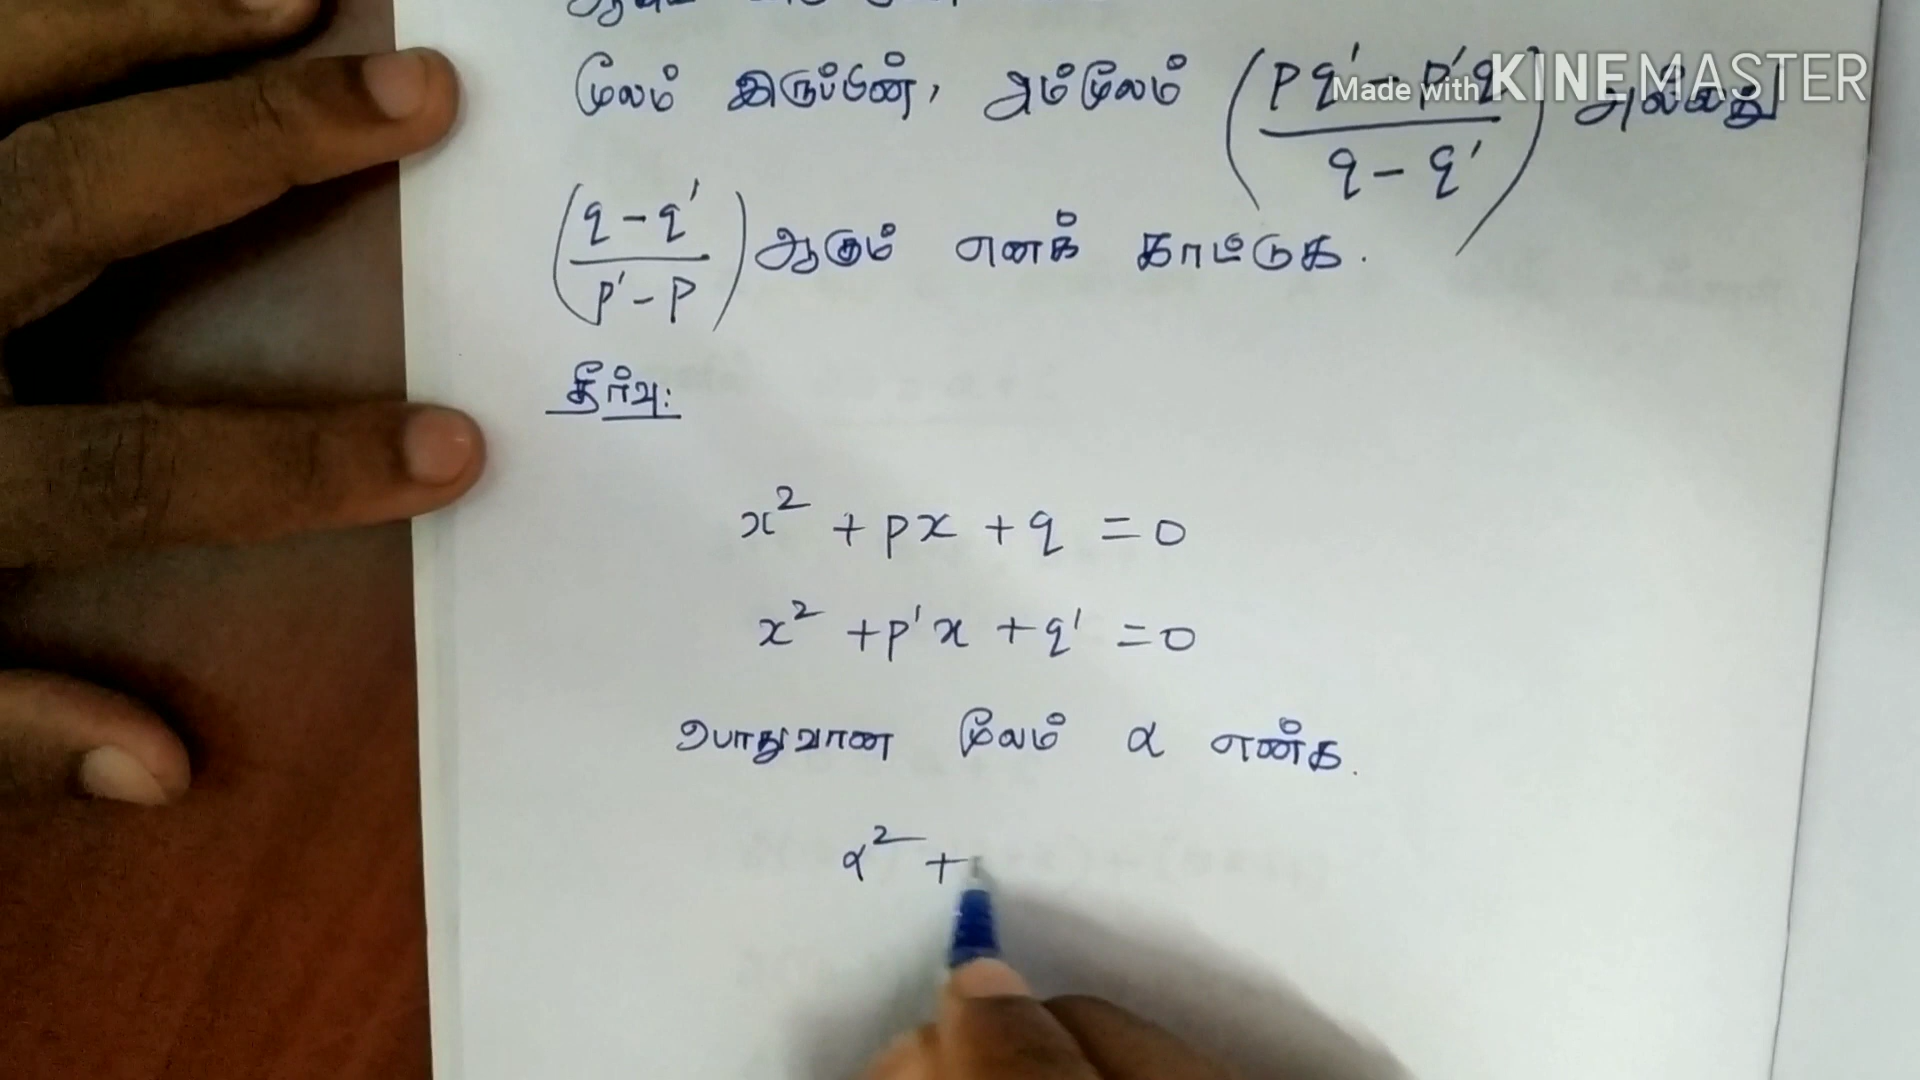 மூலம் இருப்பின், அம்மூலம் (pq' - p'q / q - q') அல்லது
(q - q' / p' - p) ஆகும் எனக் காட்டுக.
தீர்வு:
x² + px + q = 0
x² + p'x + q' = 0
பொதுவான மூலம் α என்க.
α² +
Made with KINEMASTER